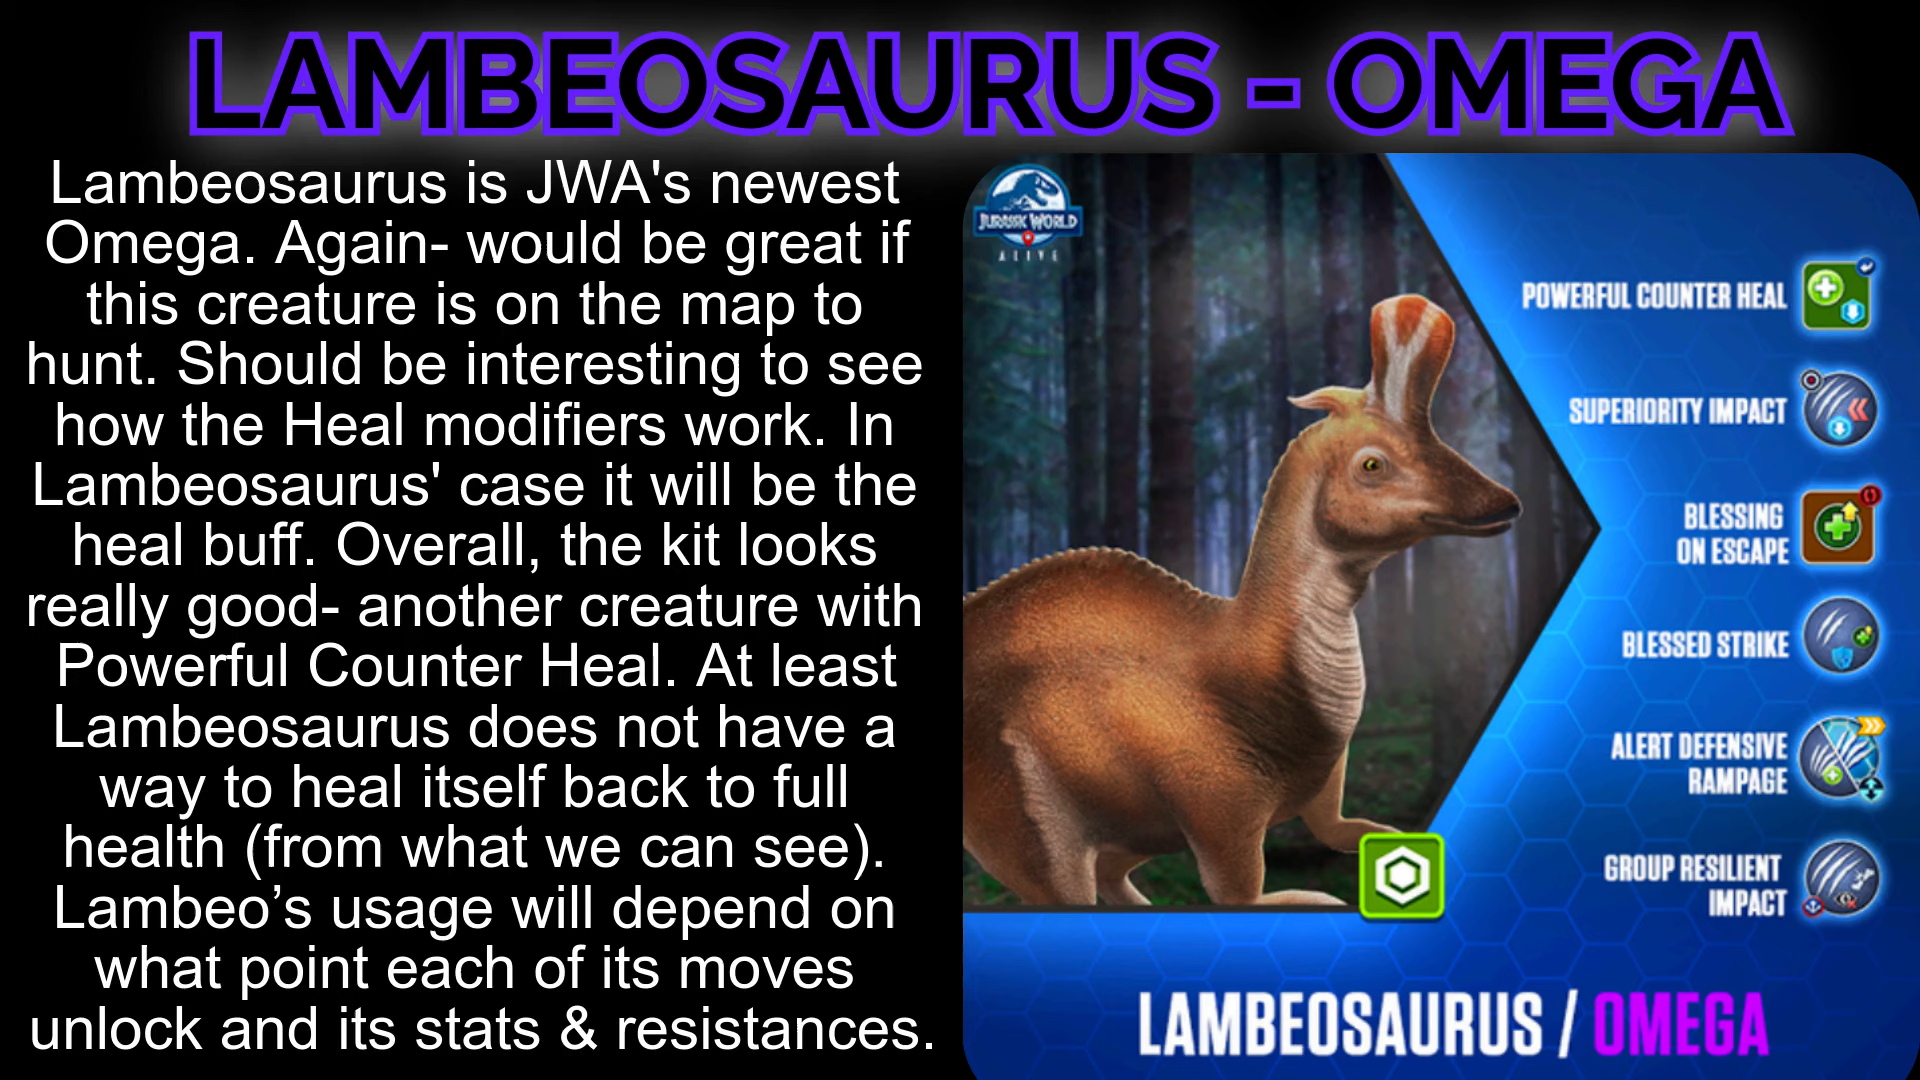 LAMBEOSAURUS - OMEGA
Lambeosaurus is JWA's newest
Omega. Again- would be great if
this creature is on the map to
hunt. Should be interesting to see
how the Heal modifiers work. In
Lambeosaurus' case it will be the
heal buff. Overall, the kit looks
really good- another creature with
Powerful Counter Heal. At least
Lambeosaurus does not have a
way to heal itself back to full
health (from what we can see).
Lambeo’s usage will depend on
what point each of its moves
unlock and its stats & resistances.
JURASSIC WORLD
ALIVE
POWERFUL COUNTER HEAL
SUPERIORITY IMPACT
BLESSING
ON ESCAPE
BLESSED STRIKE
ALERT DEFENSIVE
RAMPAGE
GROUP RESILIENT
IMPACT
LAMBEOSAURUS / OMEGA